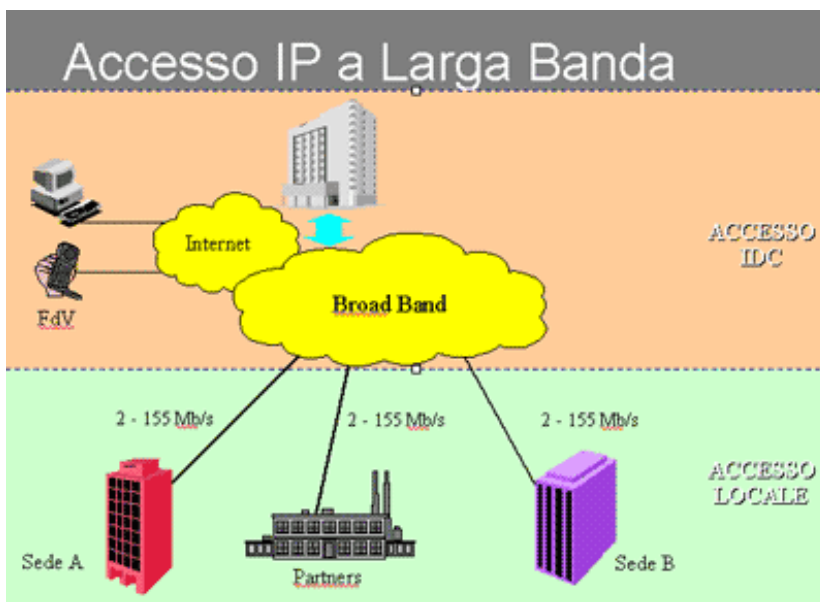 Accesso IP a Larga Banda
Internet
Broad Band
FdV
ACCESSO
IDC
2 - 155 Mb/s
2 - 155 Mb/s
2 - 155 Mb/s
ACCESSO
LOCALE
Sede A
Partners
Sede B